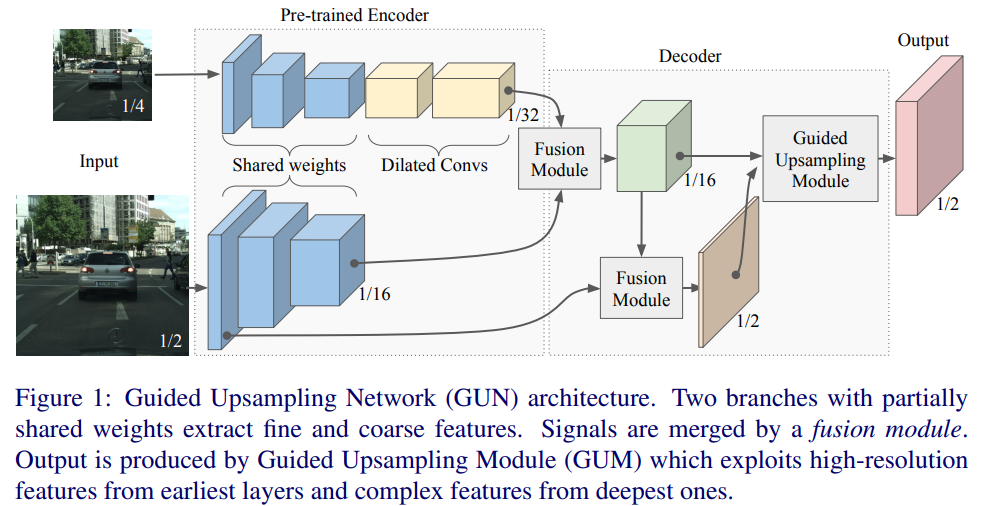 Pre-trained Encoder
Decoder
Output
1/4
1/32
Fusion
Module
Guided
Upsampling
Module
Input
Shared weights
Dilated Convs
1/16
1/2
1/16
Fusion
Module
1/2
1/2
Figure 1: Guided Upsampling Network (GUN) architecture. Two branches with partially
shared weights extract fine and coarse features. Signals are merged by a fusion module.
Output is produced by Guided Upsampling Module (GUM) which exploits high-resolution
features from earliest layers and complex features from deepest ones.